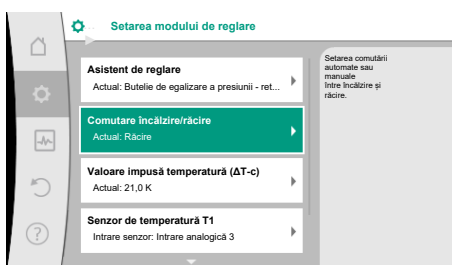 Setarea modului de reglare
Asistent de reglare
Actual: Butelie de egalizare a presiunii - ret...
Comutare încălzire/răcire
Actual: Răcire
Valoare impusă temperatură (ΔT-c)
Actual: 21,0 K
Senzor de temperatură T1
Intrare senzor: Intrare analogică 3
Setarea comutării
automate sau
manuale
între încălzire și
răcire.
?